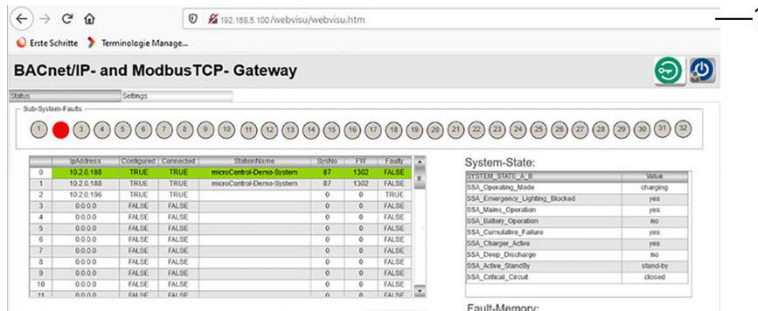 192.168.5.100/webvisu/webvisu.htm
1
Erste Schritte Terminologie Manage...
BACnet/IP- and ModbusTCP- Gateway
Status Settings
Sub-System-Faults
1 3 4 5 6 7 8 9 10 11 12 13 14 15 16 17 18 19 20 21 22 23 24 25 26 27 28 29 30 31 32
IpAddress Configured Connected StationName SysNo FW Faulty
0 10.2.0.188 TRUE TRUE microControl-Demo-System 87 1302 FALSE
1 10.2.0.188 TRUE TRUE microControl-Demo-System 87 1302 FALSE
2 10.2.0.196 TRUE TRUE 0 0 TRUE
3 0.0.0.0 FALSE FALSE 0 0 FALSE
4 0.0.0.0 FALSE FALSE 0 0 FALSE
5 0.0.0.0 FALSE FALSE 0 0 FALSE
6 0.0.0.0 FALSE FALSE 0 0 FALSE
7 0.0.0.0 FALSE FALSE 0 0 FALSE
8 0.0.0.0 FALSE FALSE 0 0 FALSE
9 0.0.0.0 FALSE FALSE 0 0 FALSE
10 0.0.0.0 FALSE FALSE 0 0 FALSE
11 0.0.0.0 FALSE FALSE 0 0 FALSE
System-State:
SYSTEM_STATE_A_B Value
SSA_Operating_Mode charging
SSA_Emergency_Lighting_Blocked yes
SSA_Mains_Operation yes
SSA_Battery_Operation no
SSA_Cumulative_Failure yes
SSA_Charger_Active yes
SSA_Deep_Discharge no
SSA_Active_StandBy stand-by
SSA_Critical_Circuit closed
Fault-Memory: